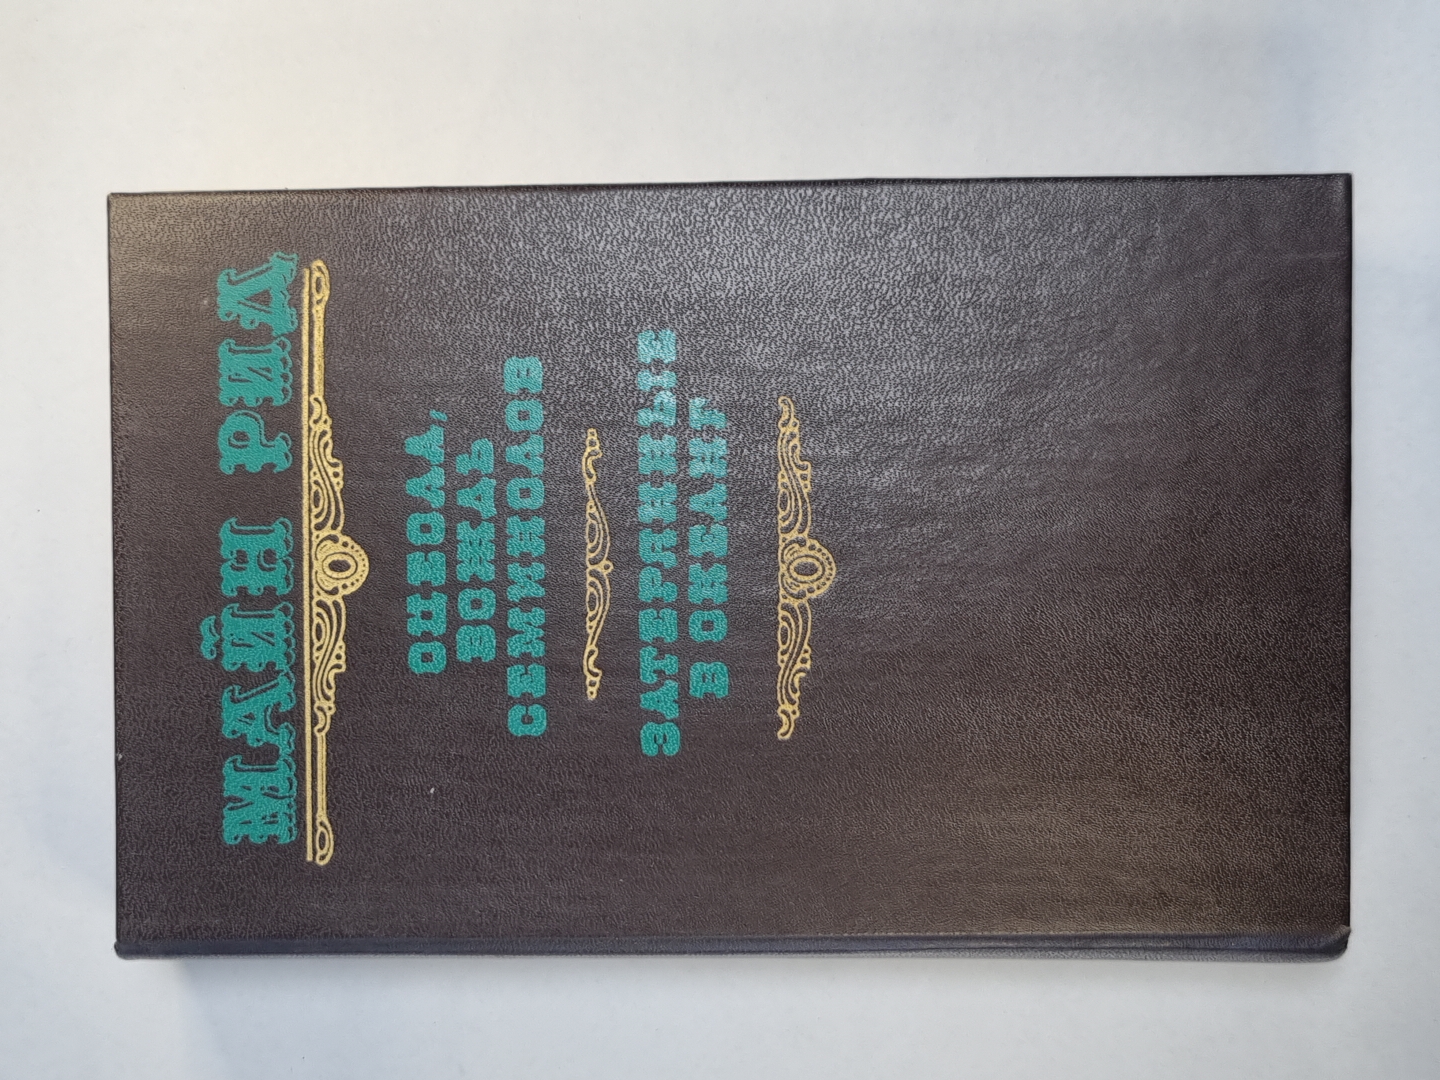 МАЙН РИД
ОЦЕОЛА,
ВОЖДЬ
СЕМИНОЛОВ
ЗАТЕРЯННЫЕ
В ОКЕАНЕ